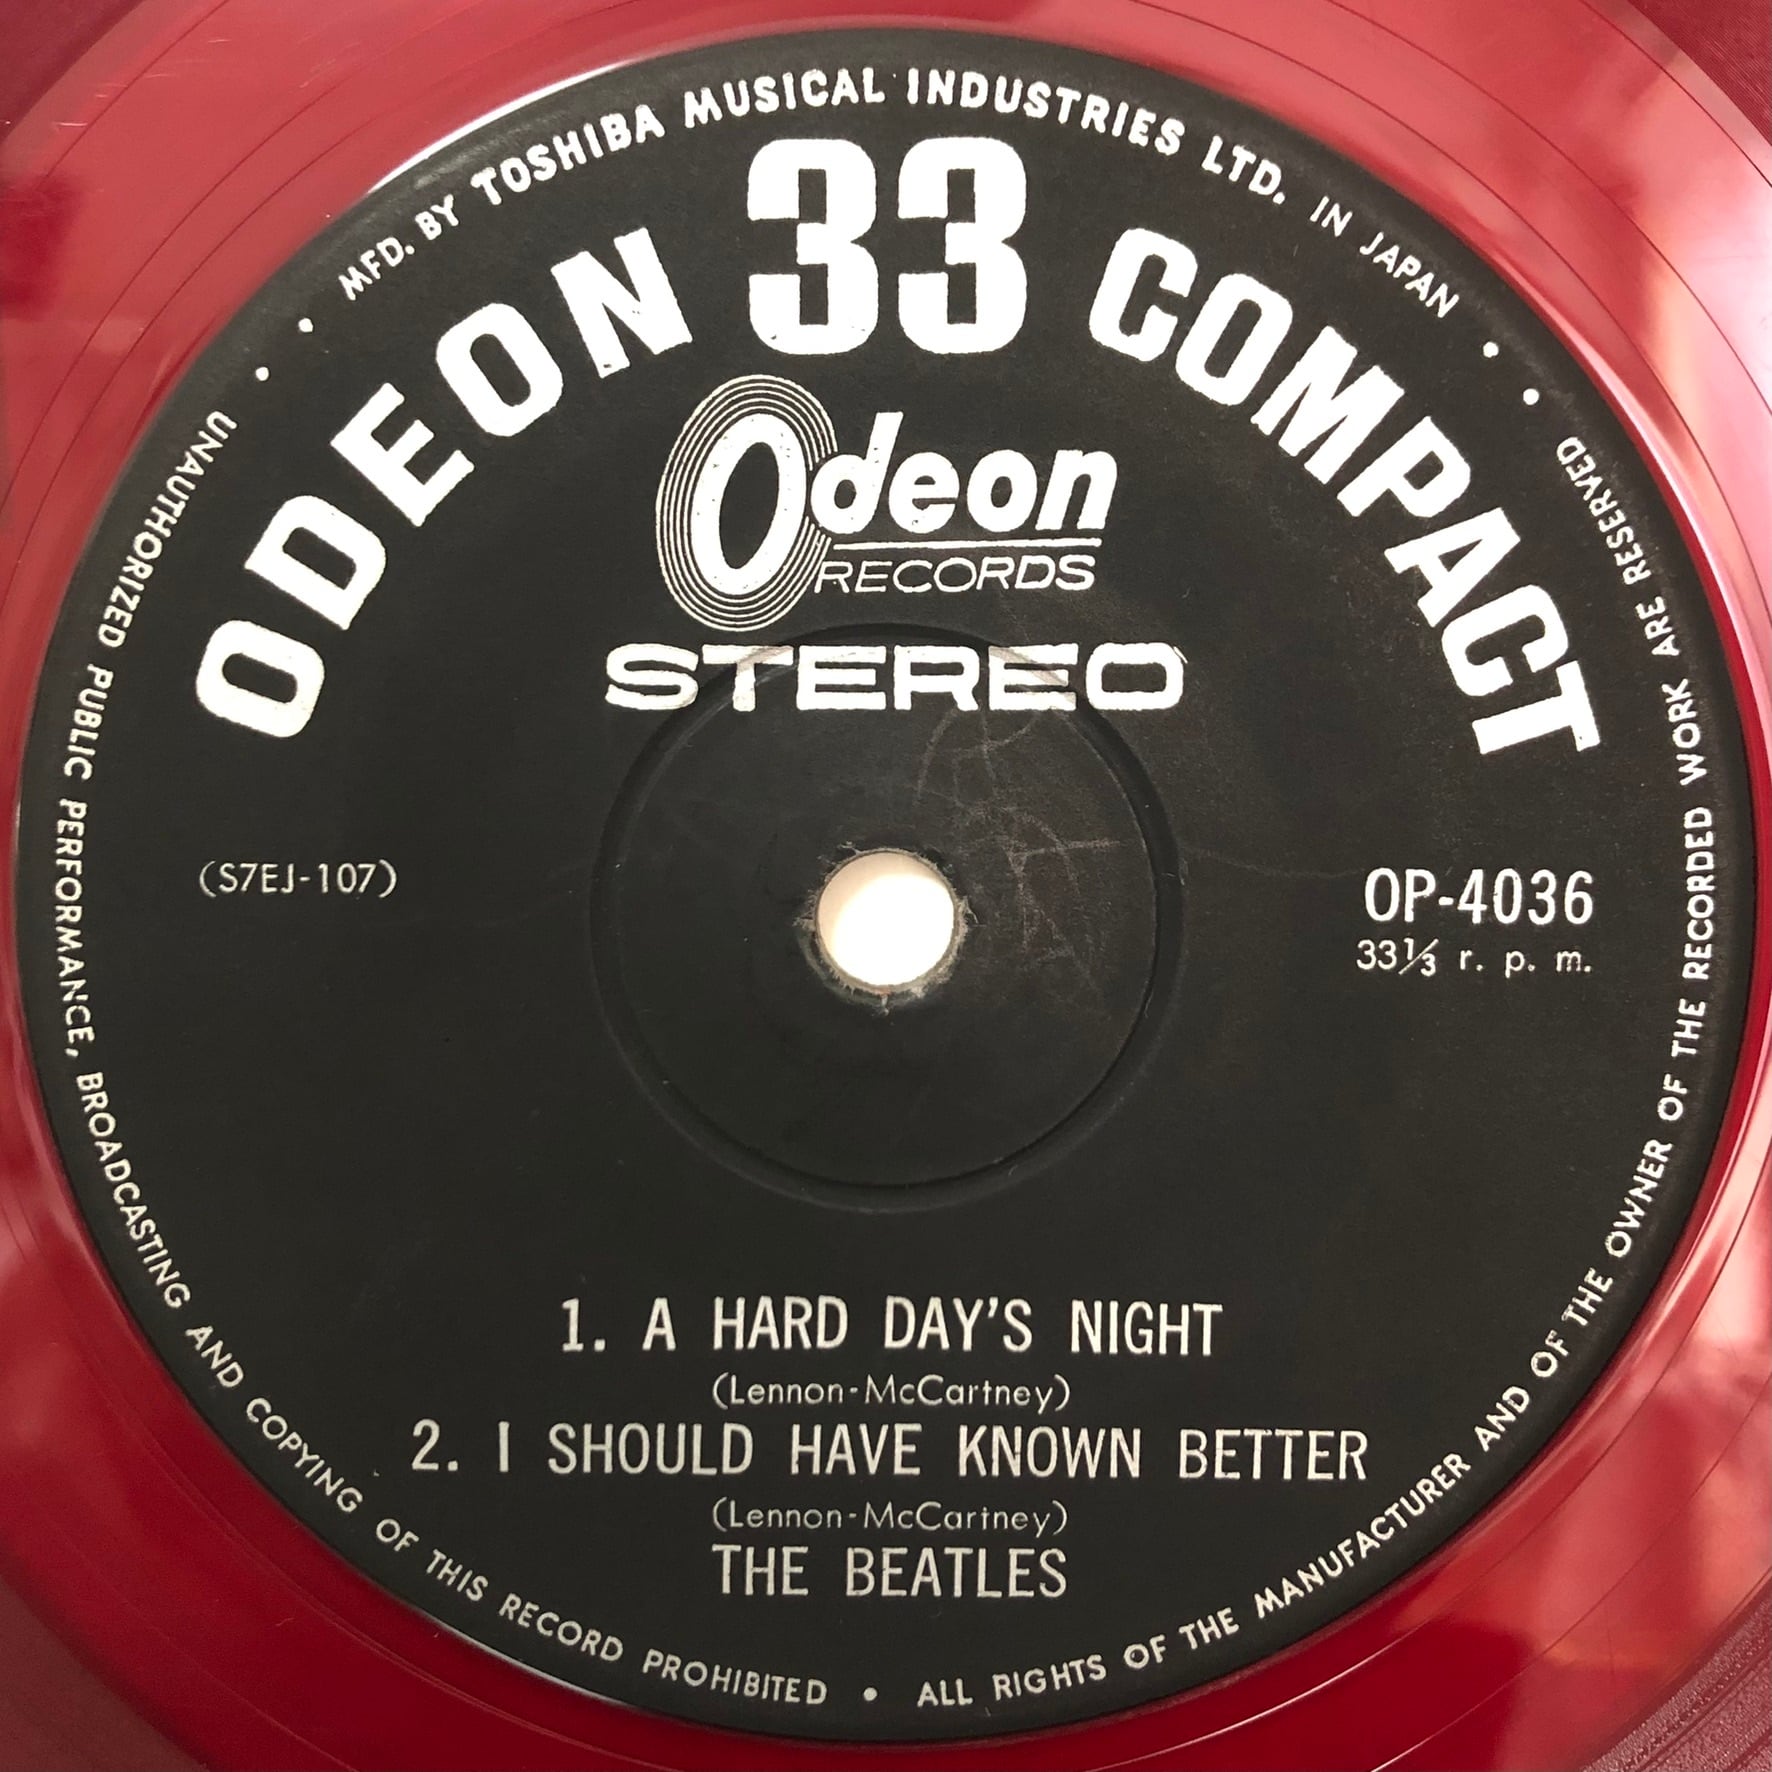 MFD. BY TOSHIBA MUSICAL INDUSTRIES LTD. IN JAPAN
ODEON 33 COMPACT
Odeon
RECORDS
STEREO
(S7EJ-107)
OP-4036
33⅓ r. p. m.
1. A HARD DAY'S NIGHT
(Lennon-McCartney)
2. I SHOULD HAVE KNOWN BETTER
(Lennon-McCartney)
THE BEATLES
UNAUTHORIZED PUBLIC PERFORMANCE, BROADCASTING AND COPYING OF THIS RECORD PROHIBITED • ALL RIGHTS OF THE MANUFACTURER AND OF THE OWNER OF THE RECORDED WORK ARE RESERVED